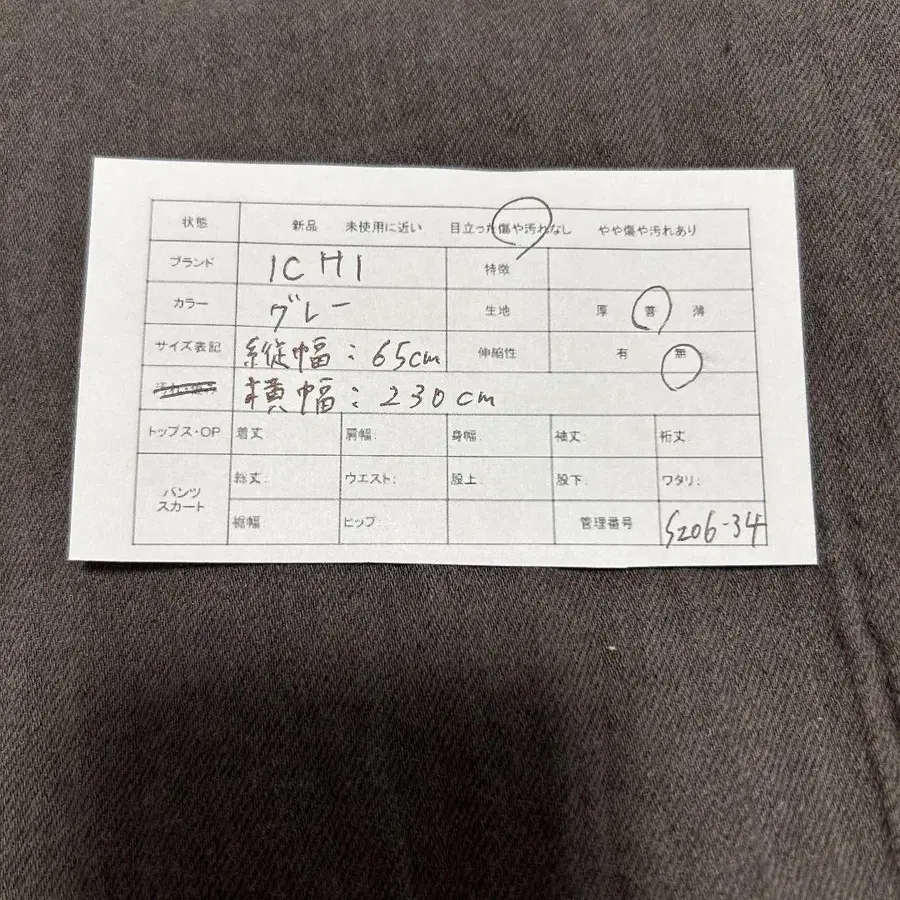 状態 新品 未使用に近い 目立った傷や汚れなし やや傷や汚れあり
ブランド ICHI 特徴
カラー グレー 生地 厚 普 薄
サイズ表記 縦幅：65cm 伸縮性 有 無
横幅：230cm
トップス・OP 着丈: 肩幅: 身幅: 袖丈: 裄丈:
パンツ スカート 総丈: ウエスト: 股上: 股下: ワタリ:
裾幅: ヒップ: 管理番号 S206-34